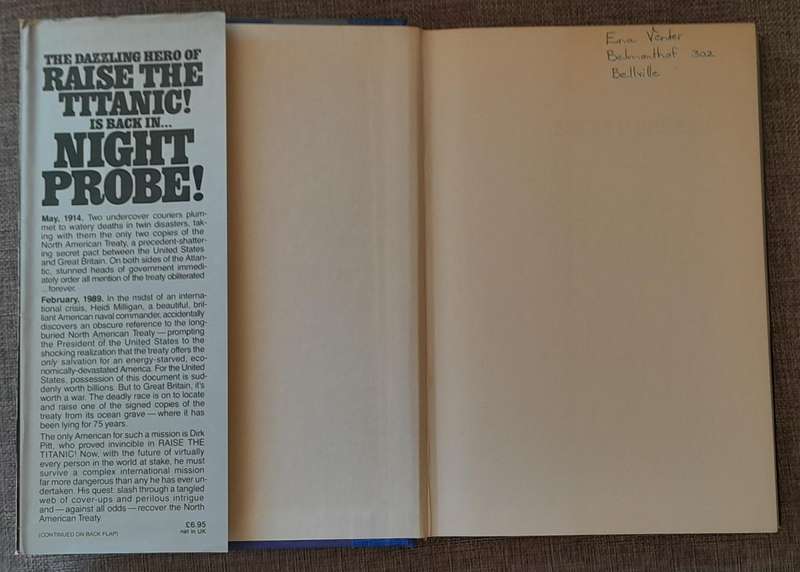 THE DAZZLING HERO OF
RAISE THE
TITANIC!
IS BACK IN...
NIGHT
PROBE!
May, 1914. Two undercover couriers plum-
met to watery deaths in twin disasters, tak-
ing with them the only two copies of the
North American Treaty, a precedent-shatter-
ing secret pact between the United States
and Great Britain. On both sides of the Atlan-
tic, stunned heads of government immedi-
ately order all mention of the treaty obliterated
...forever.
February, 1989. In the midst of an interna-
tional crisis, Heidi Milligan, a beautiful, bril-
liant American naval commander, accidentally
discovers an obscure reference to the long-
buried North American Treaty — prompting
the President of the United States to the
shocking realization that the treaty offers the
only salvation for an energy-starved, eco-
nomically-devastated America. For the United
States, possession of this document is sud-
denly worth billions. But to Great Britain, it's
worth a war. The deadly race is on to locate
and raise one of the signed copies of the
treaty from its ocean grave — where it has
been lying for 75 years.
The only American for such a mission is Dirk
Pitt, who proved invincible in RAISE THE
TITANIC! Now, with the future of virtually
every person in the world at stake, he must
survive a complex international mission
far more dangerous than any he has ever un-
dertaken. His quest: slash through a tangled
web of cover-ups and perilous intrigue
and — against all odds — recover the North
American Treaty.
£6.95
net in UK
(CONTINUED ON BACK FLAP)
Erna Venter
Belmonthof 302
Bellville